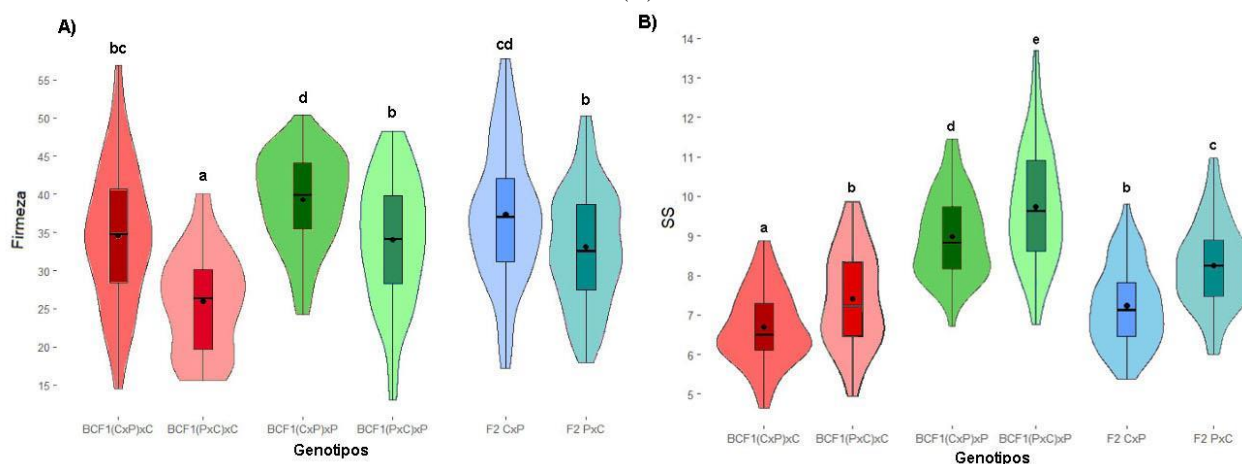 A)
bc
a
d
b
cd
b
Firmeza
55
50
45
40
35
30
25
20
15
BCF1(CxP)xC
BCF1(PxC)xC
BCF1(CxP)xP
BCF1(PxC)xP
F2 CxP
F2 PxC
Genotipos
B)
a
b
d
e
b
c
SS
14
13
12
11
10
9
8
7
6
5
BCF1(CxP)xC
BCF1(PxC)xC
BCF1(CxP)xP
BCF1(PxC)xP
F2 CxP
F2 PxC
Genotipos